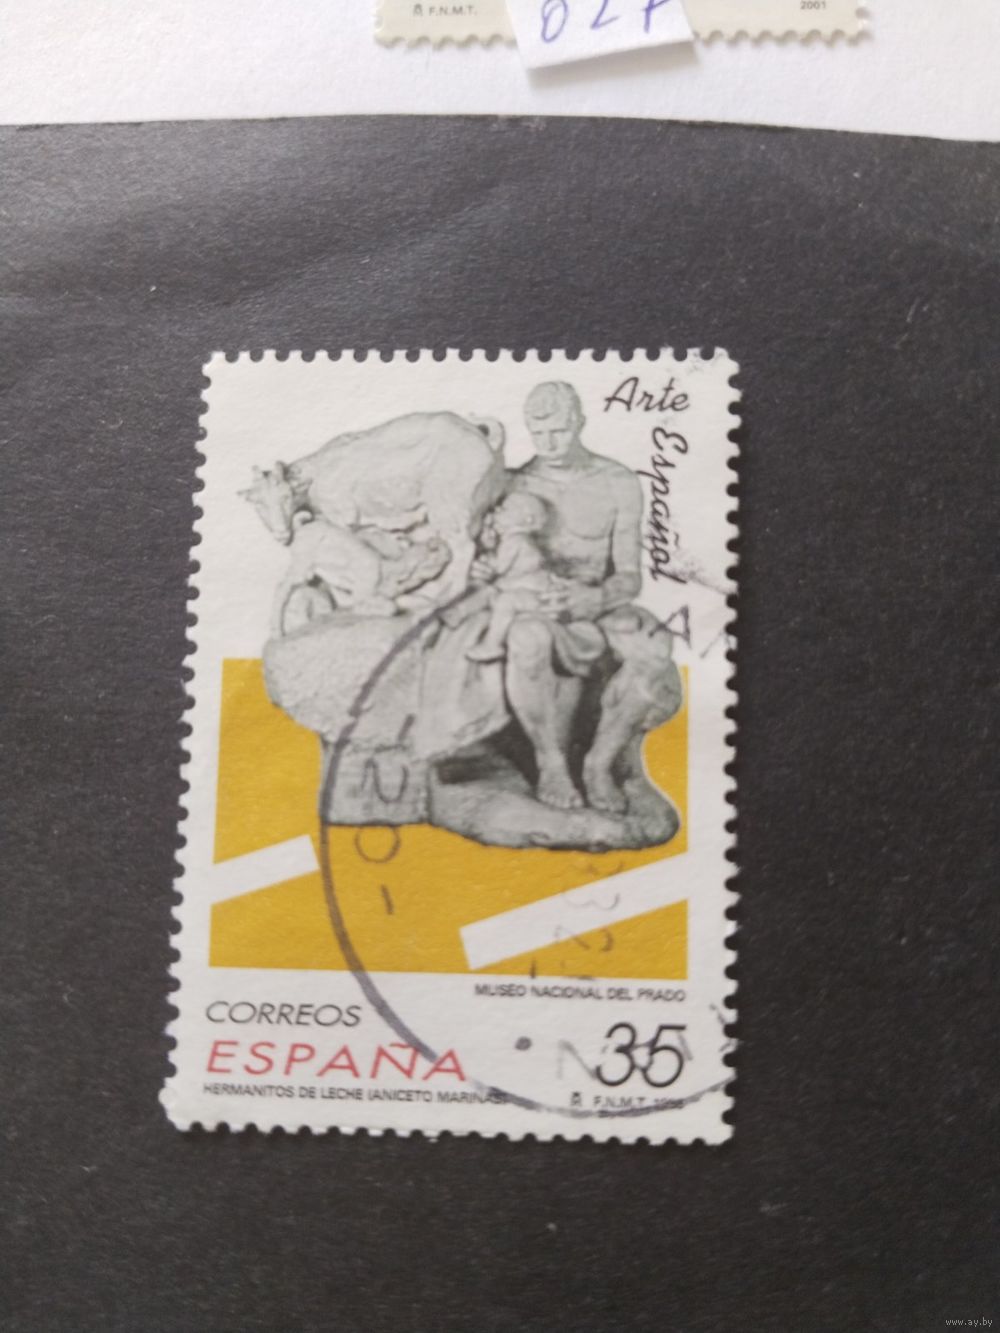 F.N.M.T.
2001
Arte
Español
MUSEO NACIONAL DEL PRADO
CORREOS
35
ESPAÑA
HERMANITOS DE LECHE (ANICETO MARINAS)
F.N.M.T.
www.ay.by